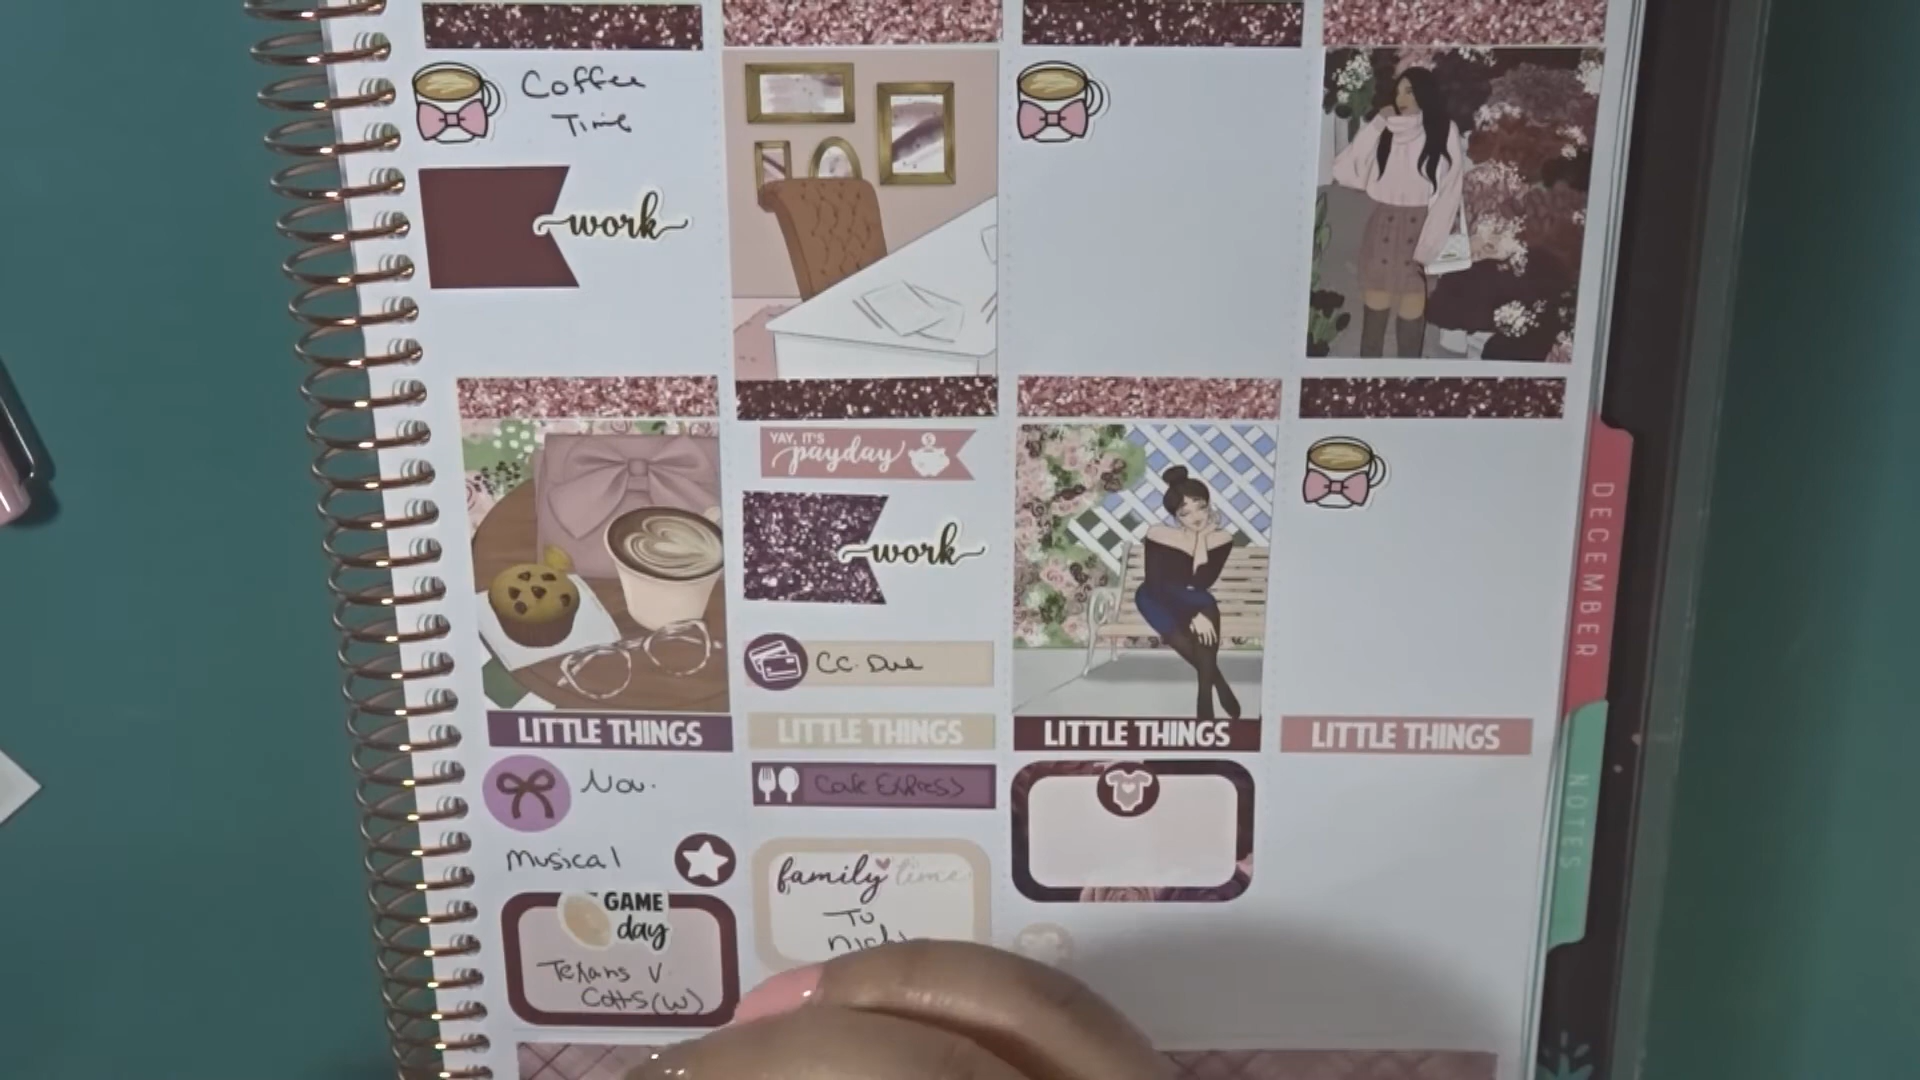 Coffee
Time
work
YAY, IT'S
payday
work
CC. Due
LITTLE THINGS
LITTLE THINGS
LITTLE THINGS
LITTLE THINGS
Nov.
Cafe Express
Musical
family time
To
GAME
day
Texans V.
Colts (W)
DECEMBER
NOTES